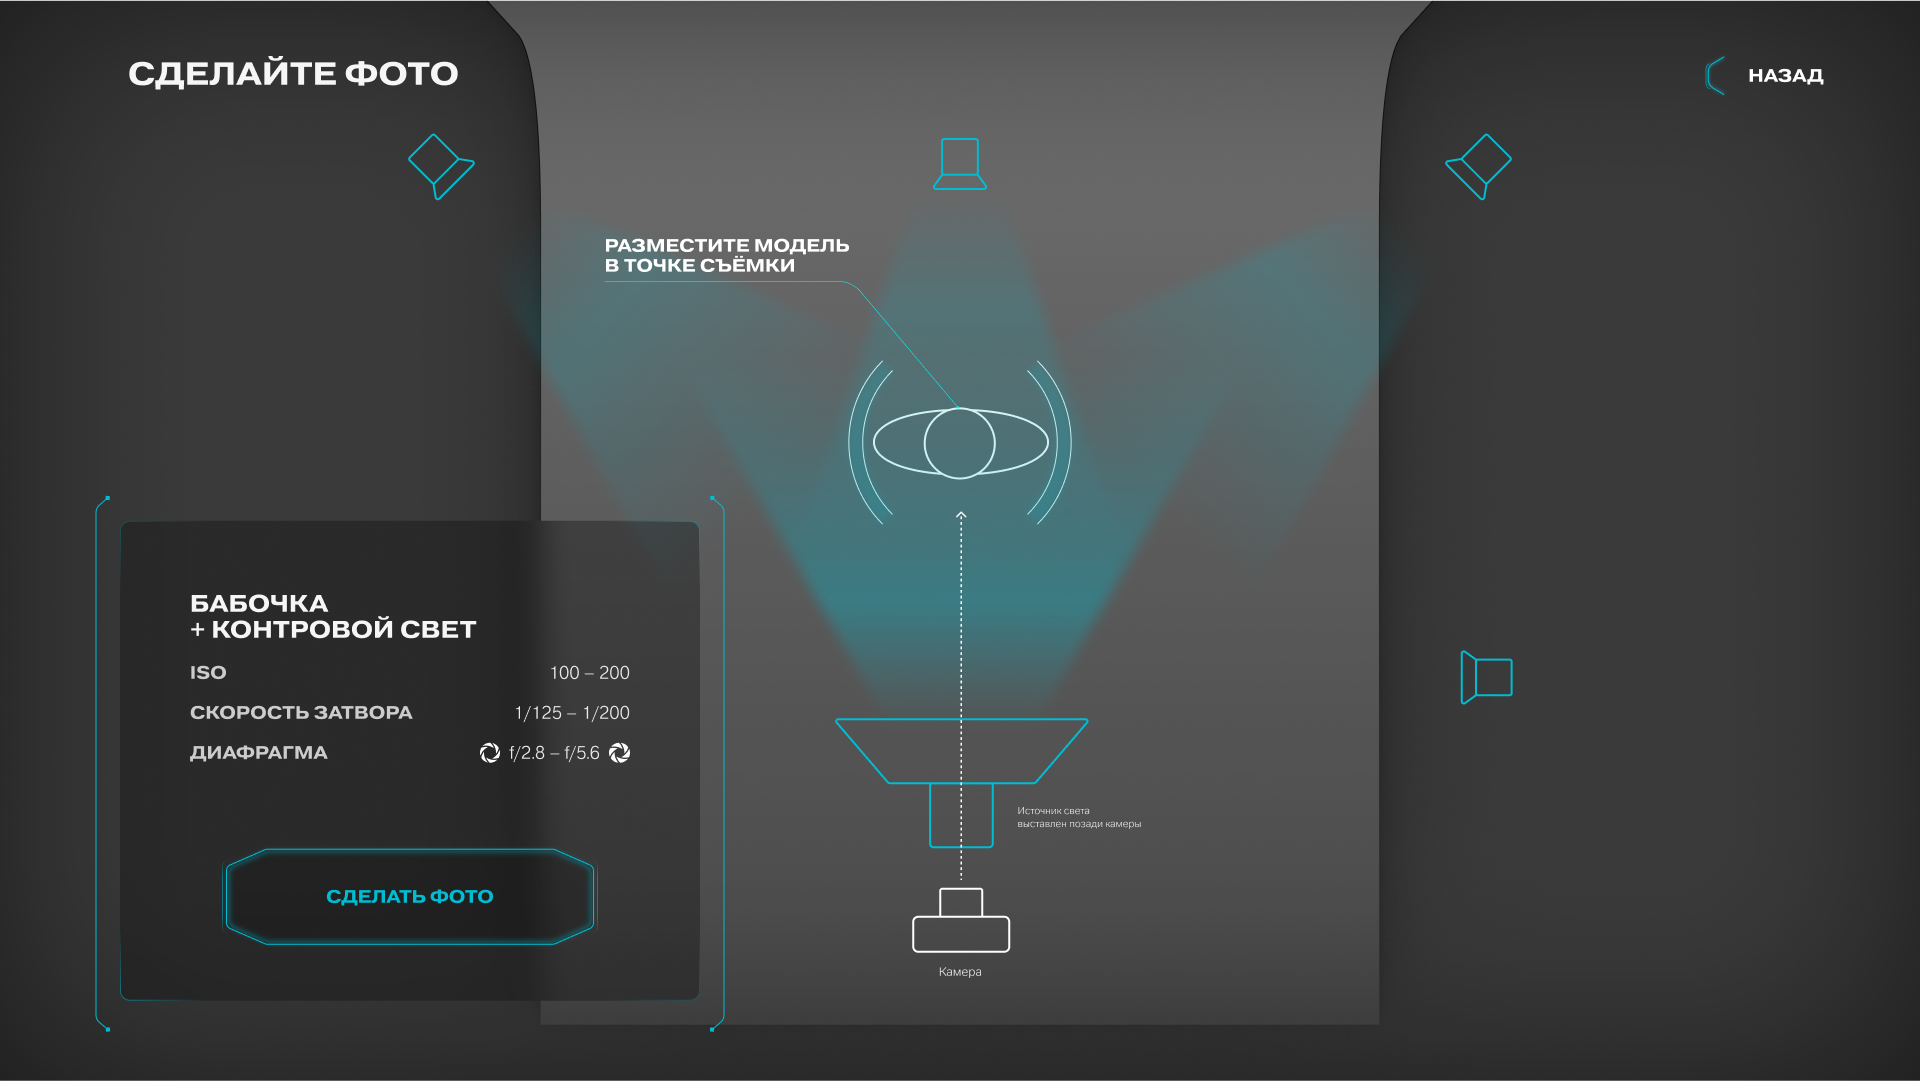 СДЕЛАЙТЕ ФОТО
НАЗАД
РАЗМЕСТИТЕ МОДЕЛЬ
В ТОЧКЕ СЪЁМКИ
БАБОЧКА
+ КОНТРОВОЙ СВЕТ
ISO 100 – 200
СКОРОСТЬ ЗАТВОРА 1/125 – 1/200
ДИАФРАГМА f/2.8 – f/5.6
СДЕЛАТЬ ФОТО
Источник света
выставлен позади камеры
Камера